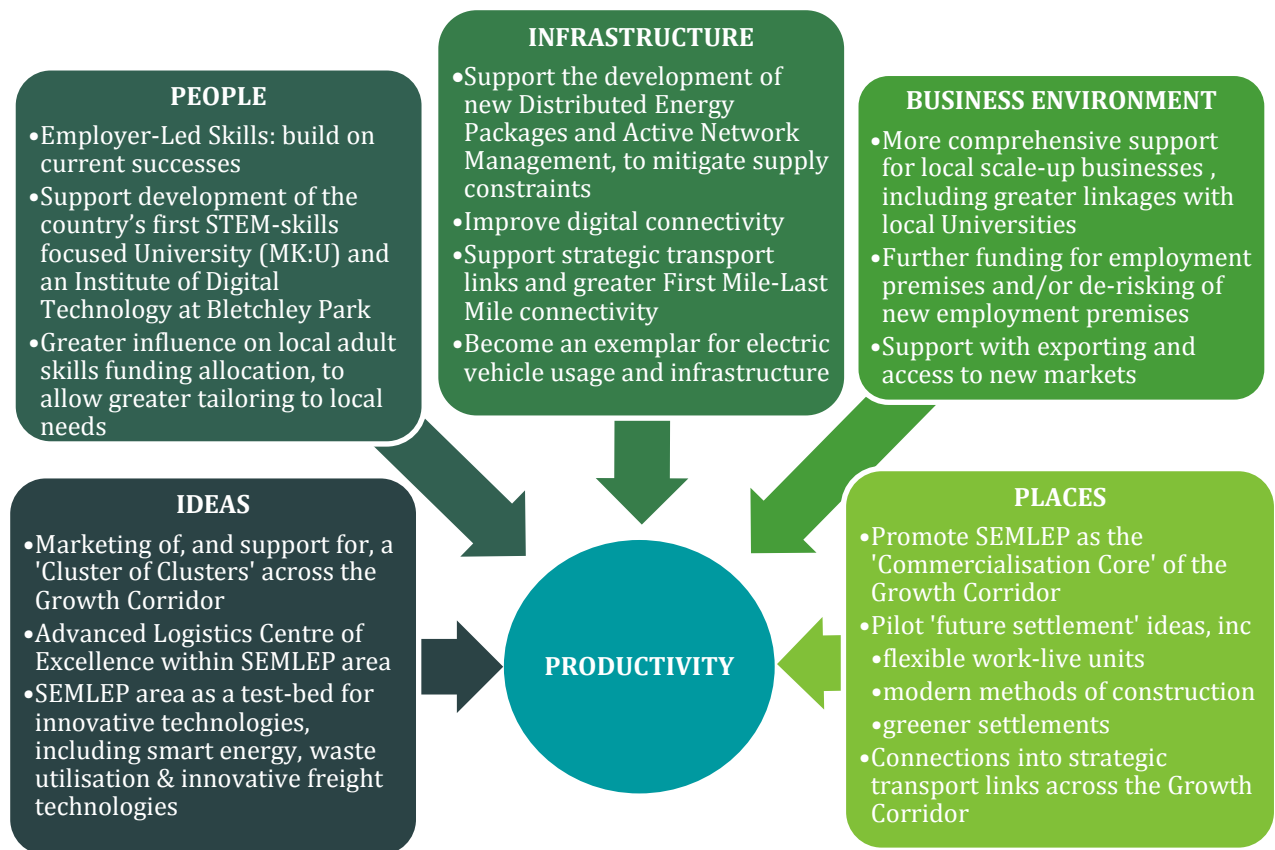 PEOPLE
•Employer-Led Skills: build on
current successes
•Support development of the
country's first STEM-skills
focused University (MK:U) and
an Institute of Digital
Technology at Bletchley Park
•Greater influence on local adult
skills funding allocation, to
allow greater tailoring to local
needs
INFRASTRUCTURE
•Support the development of
new Distributed Energy
Packages and Active Network
Management, to mitigate supply
constraints
•Improve digital connectivity
•Support strategic transport
links and greater First Mile-Last
Mile connectivity
•Become an exemplar for electric
vehicle usage and infrastructure
BUSINESS ENVIRONMENT
•More comprehensive support
for local scale-up businesses ,
including greater linkages with
local Universities
•Further funding for employment
premises and/or de-risking of
new employment premises
•Support with exporting and
access to new markets
IDEAS
•Marketing of, and support for, a
'Cluster of Clusters' across the
Growth Corridor
•Advanced Logistics Centre of
Excellence within SEMLEP area
•SEMLEP area as a test-bed for
innovative technologies,
including smart energy, waste
utilisation & innovative freight
technologies
PRODUCTIVITY
PLACES
•Promote SEMLEP as the
'Commercialisation Core' of the
Growth Corridor
•Pilot 'future settlement' ideas, inc
•flexible work-live units
•modern methods of construction
•greener settlements
•Connections into strategic
transport links across the Growth
Corridor